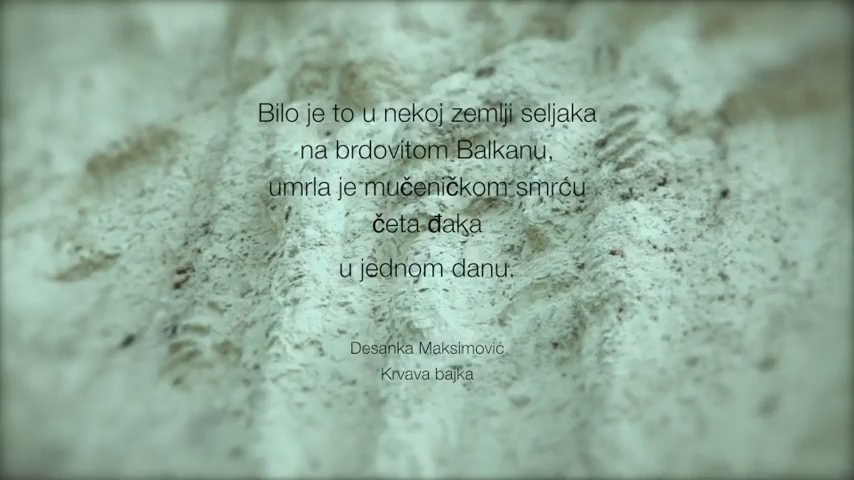 Bilo je to u nekoj zemlji seljaka
na brdovitom Balkanu,
umrla je mučeničkom smrću
četa đaka
u jednom danu.
Desanka Maksimović
Krvava bajka